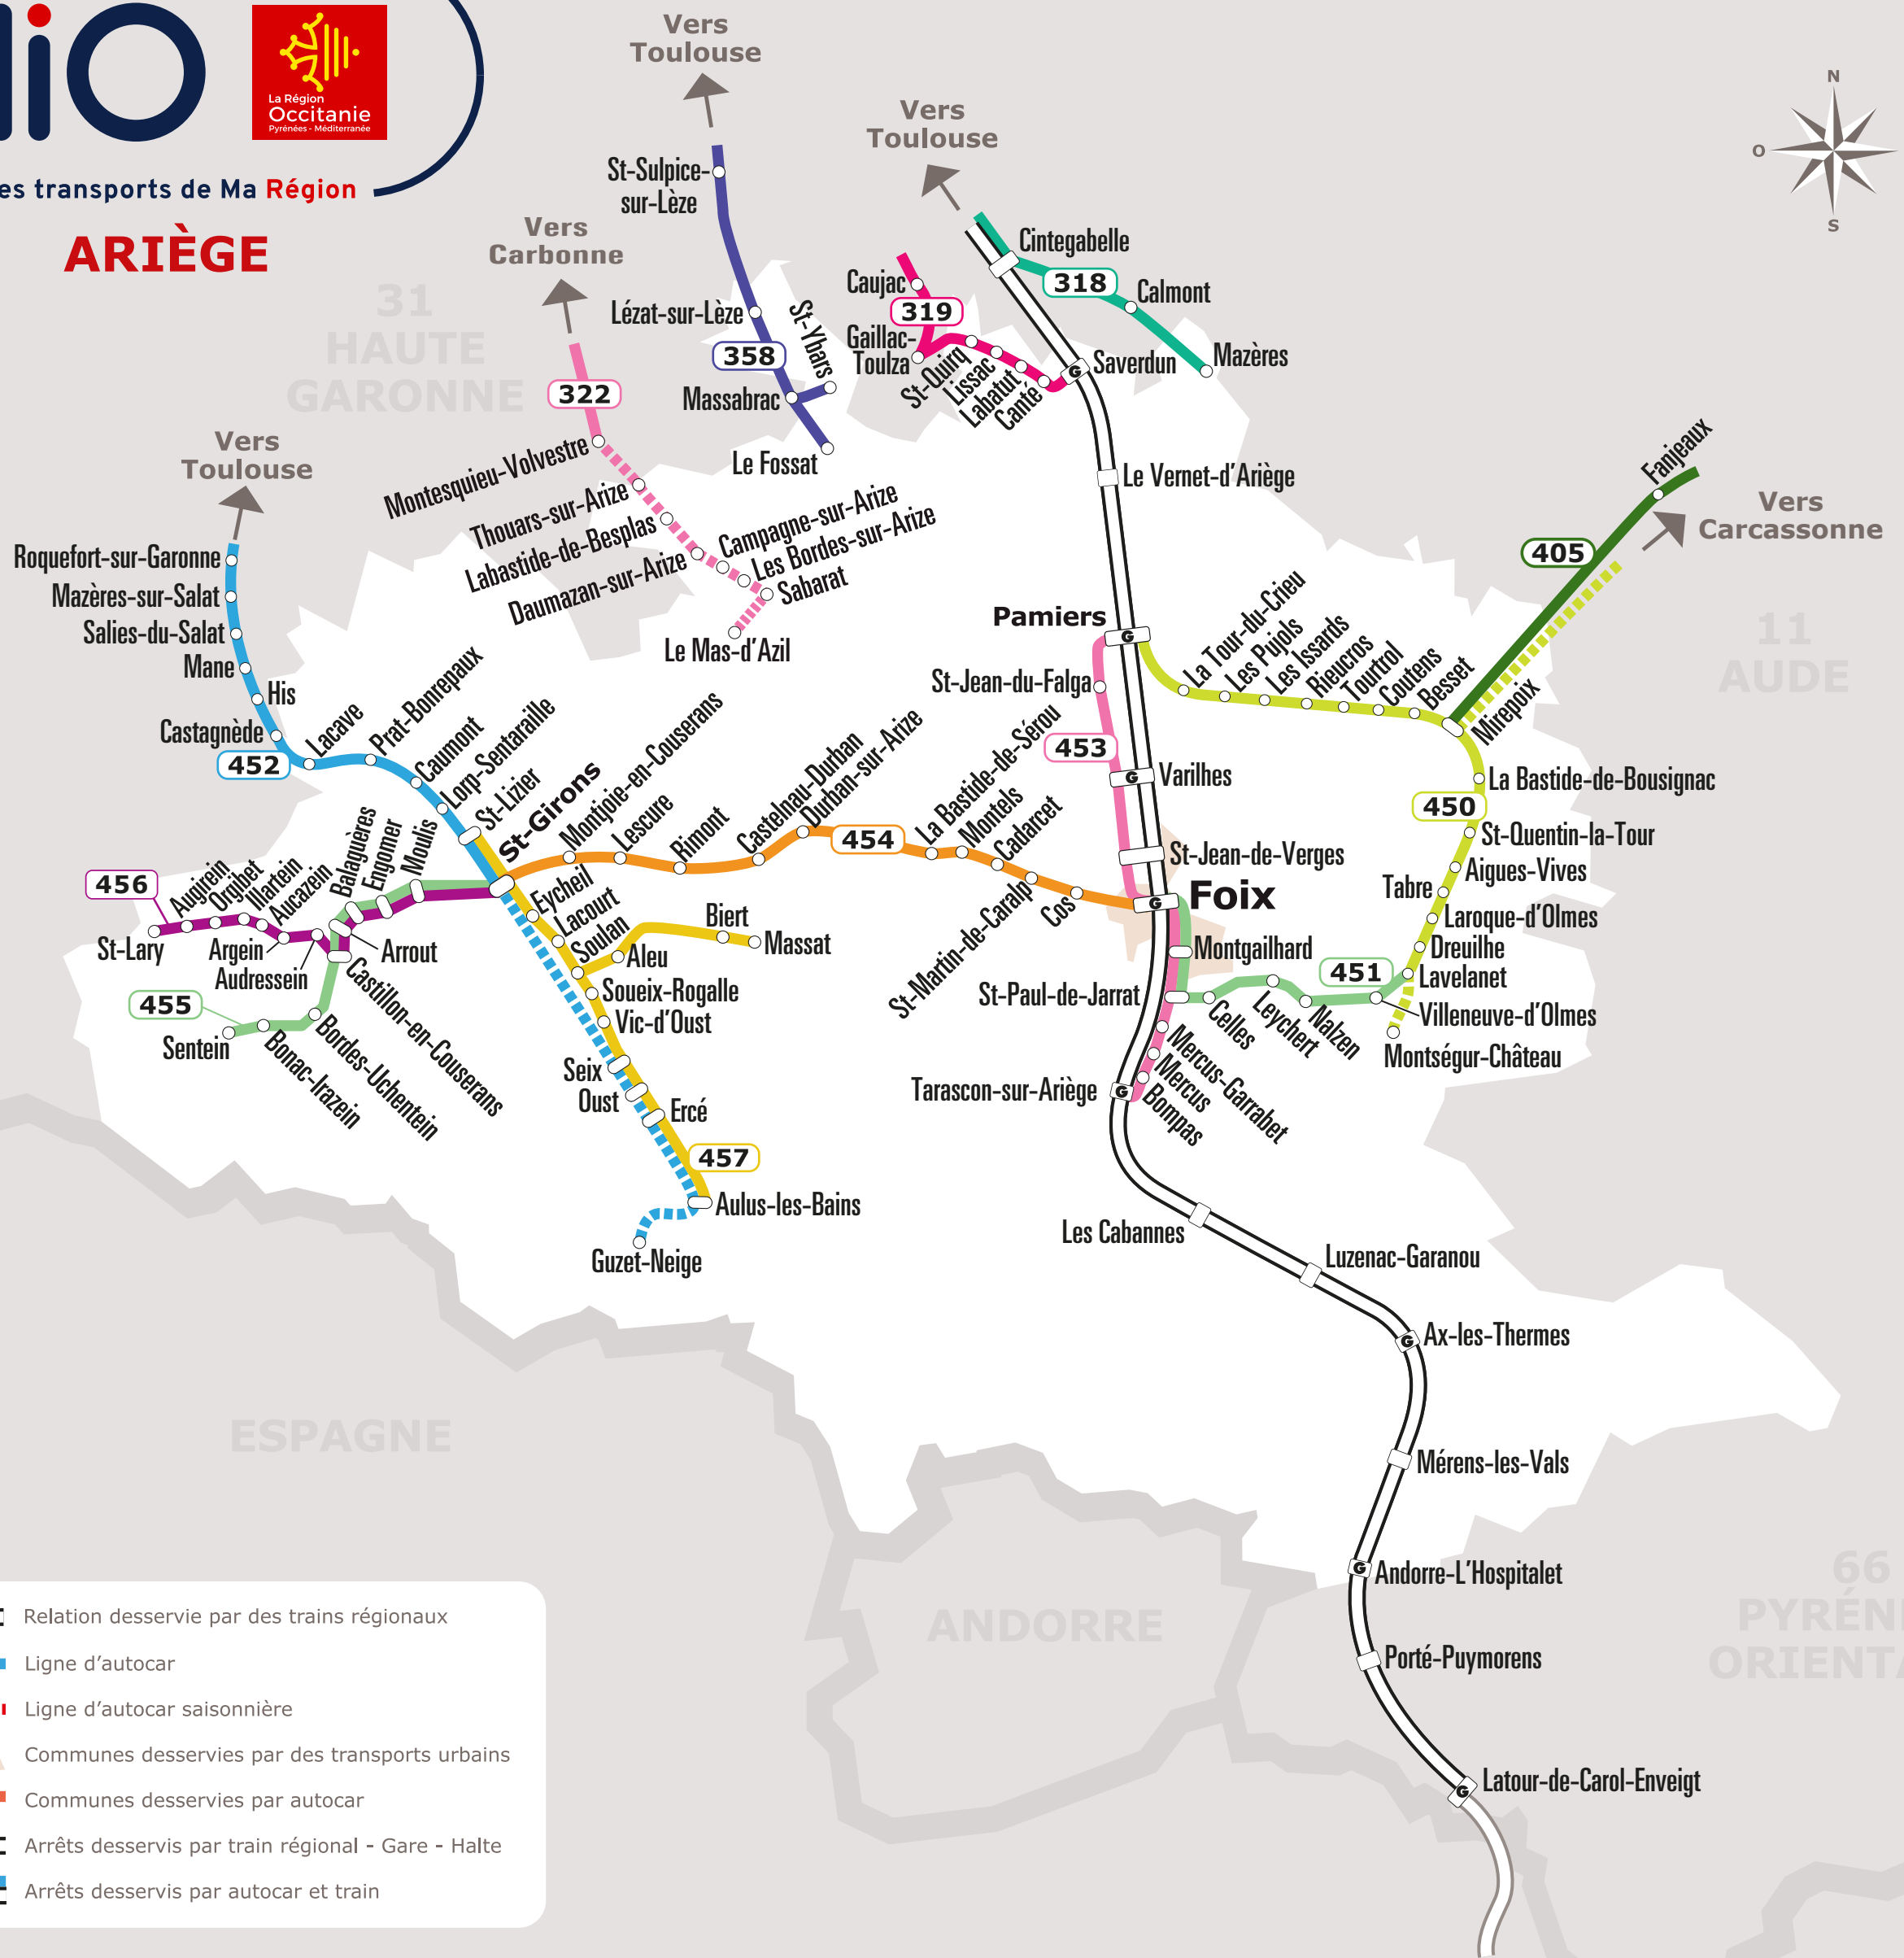 liO
La Région
Occitanie
Pyrénées - Méditerranée
es transports de Ma Région
ARIÈGE
N
O
S
31
HAUTE
GARONNE
11
AUDE
66
ESPAGNE
ANDORRE
Vers
Toulouse
St-Sulpice-
sur-Lèze
Lézat-sur-Lèze
358
St-Ybars
Massabrac
Le Fossat
Vers
Carbonne
322
Montesquieu-Volvestre
Thouars-sur-Arize
Labastide-de-Besplas
Daumazan-sur-Arize
Campagne-sur-Arize
Les Bordes-sur-Arize
Sabarat
Le Mas-d'Azil
Vers
Toulouse
Cintegabelle
318
Calmont
Mazères
Caujac
319
Gaillac-
Toulza
St-Quirq
Lissac
Labatut
Canté
G
Saverdun
Le Vernet-d'Ariège
Pamiers
G
St-Jean-du-Falga
453
G
Varilhes
St-Jean-de-Verges
G
Foix
Montgailhard
St-Paul-de-Jarrat
Mercus-Garrabet
Mercus
Bompas
Tarascon-sur-Ariège
G
Les Cabannes
Luzenac-Garanou
G
Ax-les-Thermes
Mérens-les-Vals
G
Andorre-L'Hospitalet
Porté-Puymorens
G
Latour-de-Carol-Enveigt
Fanjeaux
Vers
Carcassonne
405
La Tour-du-Crieu
Les Pujols
Les Issards
Rieucros
Tourtrol
Coutens
Besset
Mirepoix
La Bastide-de-Bousignac
450
St-Quentin-la-Tour
Aigues-Vives
Tabre
Laroque-d'Olmes
Dreuilhe
Lavelanet
451
Villeneuve-d'Olmes
Montségur-Château
Celles
Leychert
Nalzen
Vers
Toulouse
Roquefort-sur-Garonne
Mazères-sur-Salat
Salies-du-Salat
Mane
His
Castagnède
452
Lacave
Prat-Bonrepaux
Caumont
Lorp-Sentaraille
St-Lizier
St-Girons
Montjoie-en-Couserans
Lescure
Rimont
Castelnau-Durban
Durban-sur-Arize
454
La Bastide-de-Sérou
Montels
Cadarcet
St-Martin-de-Caralp
Cos
456
St-Lary
Augirein
Orgibet
Illartein
Aucazein
Argein
Audressein
Balaguères
Engomer
Moulis
Arrout
Castillon-en-Couserans
455
Sentein
Bonac-Irazein
Bordes-Uchentein
Eycheil
Lacourt
Soulan
Aleu
Biert
Massat
Soueix-Rogalle
Vic-d'Oust
Seix
Oust
Ercé
457
Aulus-les-Bains
Guzet-Neige
Relation desservie par des trains régionaux
Ligne d'autocar
Ligne d'autocar saisonnière
Communes desservies par des transports urbains
Communes desservies par autocar
Arrêts desservis par train régional - Gare - Halte
Arrêts desservis par autocar et train